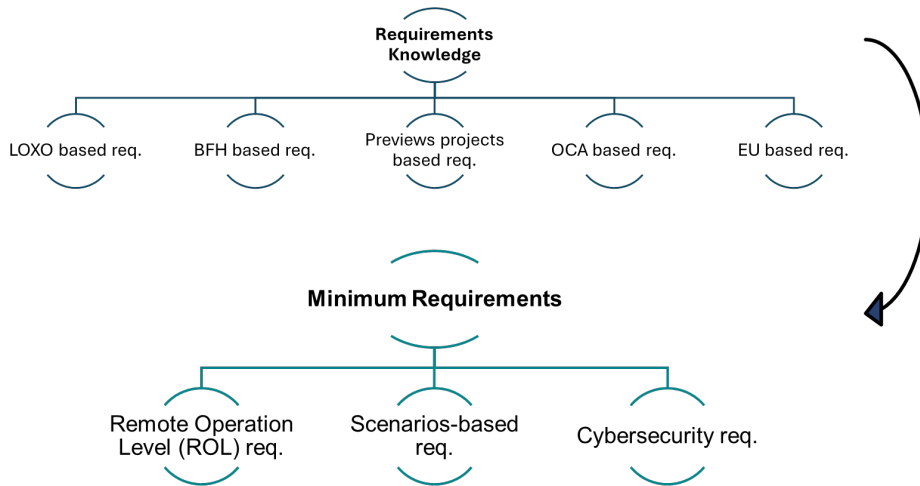 Requirements
Knowledge
LOXO based req.
BFH based req.
Previews projects
based req.
OCA based req.
EU based req.
Minimum Requirements
Remote Operation
Level (ROL) req.
Scenarios-based
req.
Cybersecurity req.